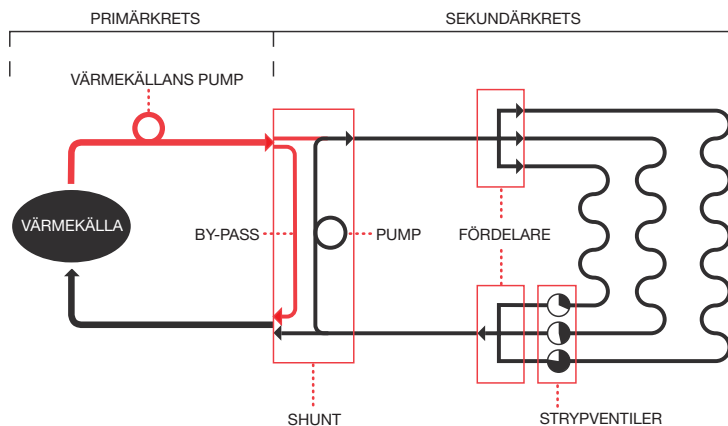 PRIMÄRKRETS
SEKUNDÄRKRETS
VÄRMEKÄLLANS PUMP
VÄRMEKÄLLA
BY-PASS
PUMP
FÖRDELARE
SHUNT
STRYPVENTILER